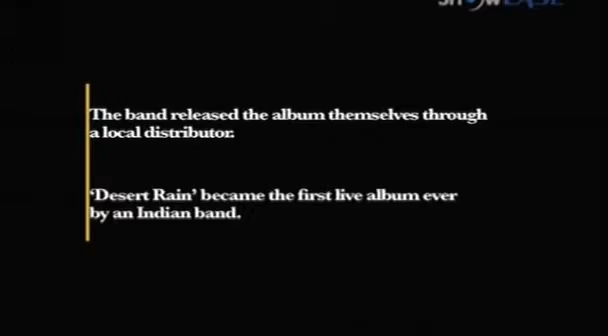 SHOWCASE
The band released the album themselves through
a local distributor.
‘Desert Rain’ became the first live album ever
by an Indian band.